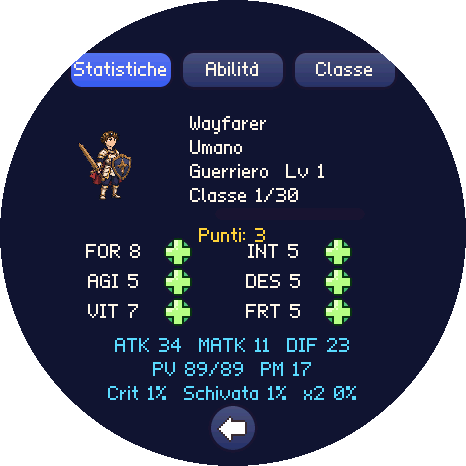 Statistiche Abilità Classe
Wayfarer
Umano
Guerriero Lv 1
Classe 1/30
Punti: 3
FOR 8 INT 5
AGI 5 DES 5
VIT 7 FRT 5
ATK 34 MATK 11 DIF 23
PV 89/89 PM 17
Crit 1% Schivata 1% x2 0%